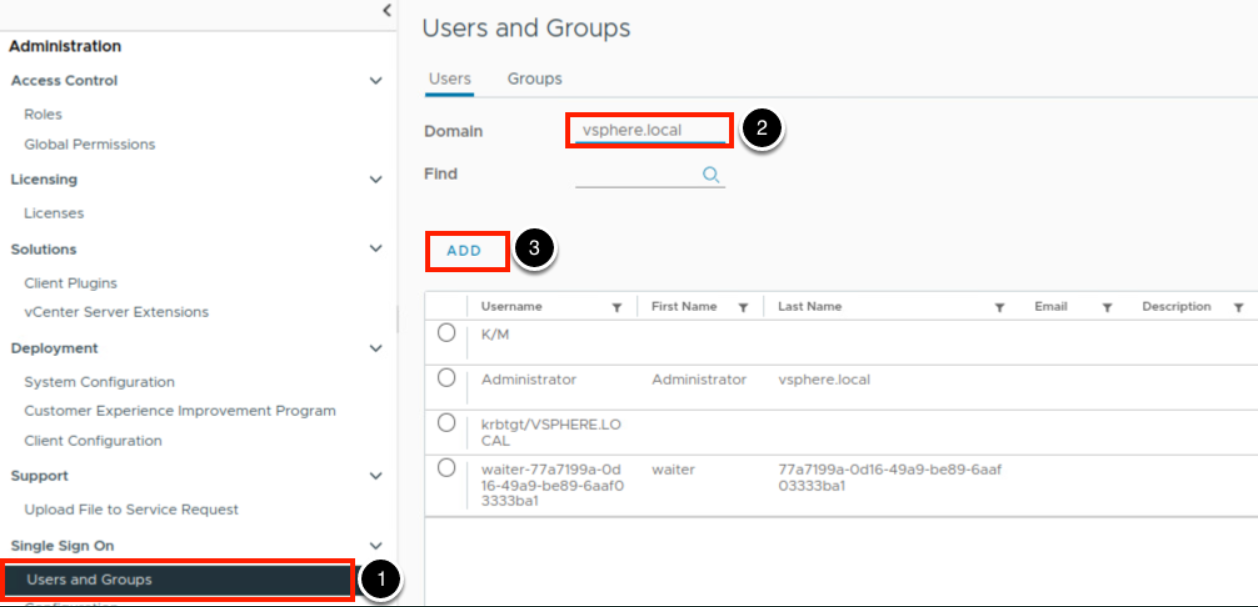 Administration
Access Control
Roles
Global Permissions
Licensing
Licenses
Solutions
Client Plugins
vCenter Server Extensions
Deployment
System Configuration
Customer Experience Improvement Program
Client Configuration
Support
Upload File to Service Request
Single Sign On
Users and Groups
1
Configuration
Users and Groups
Users Groups
Domain vsphere.local 2
Find
ADD 3
Username First Name Last Name Email Description
K/M
Administrator Administrator vsphere.local
krbtgt/VSPHERE.LO
CAL
waiter-77a7199a-0d waiter 77a7199a-0d16-49a9-be89-6aaf
16-49a9-be89-6aaf0 03333ba1
3333ba1